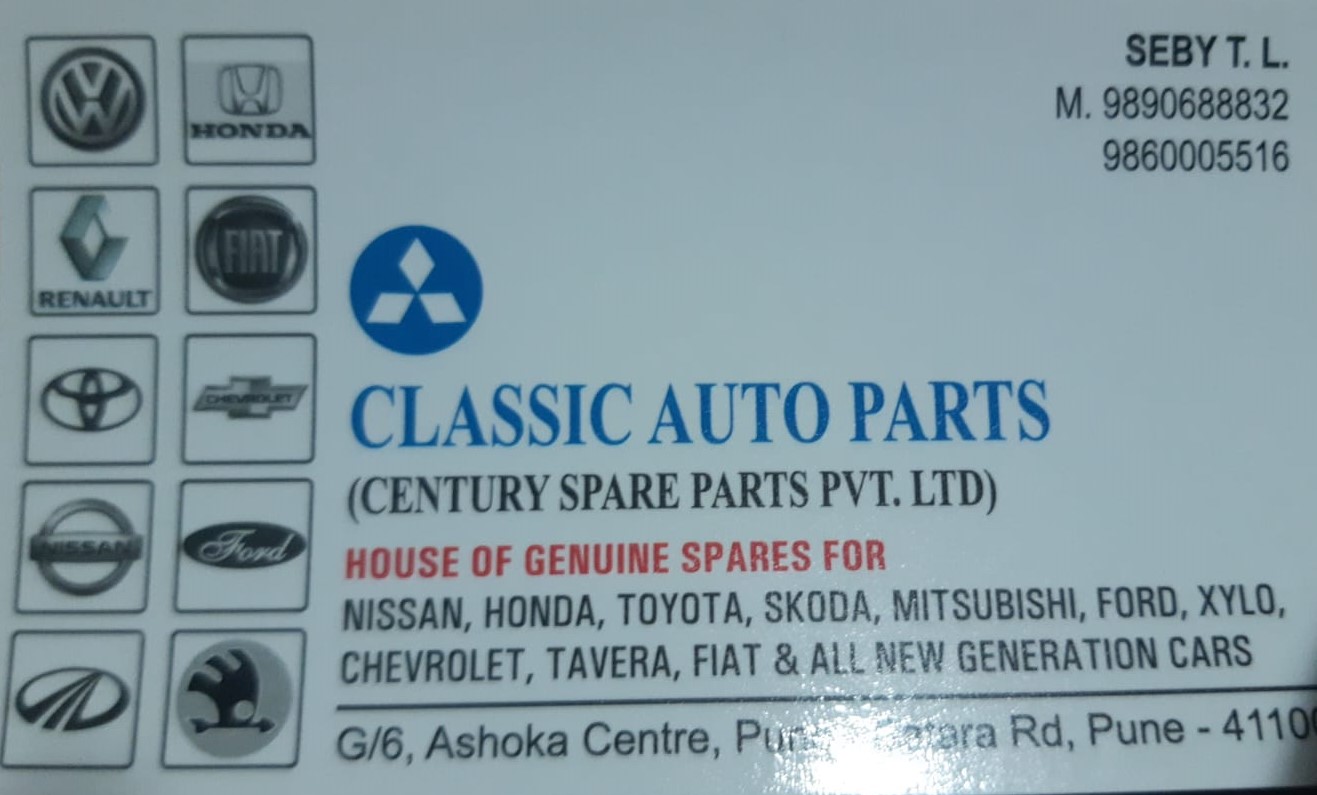 SEBY T. L.
M. 9890688832
9860005516
HONDA
RENAULT
FIAT
CHEVROLET
NISSAN
Ford
CLASSIC AUTO PARTS
(CENTURY SPARE PARTS PVT. LTD)
HOUSE OF GENUINE SPARES FOR
NISSAN, HONDA, TOYOTA, SKODA, MITSUBISHI, FORD, XYLO,
CHEVROLET, TAVERA, FIAT & ALL NEW GENERATION CARS
G/6, Ashoka Centre, Rd, Pune -